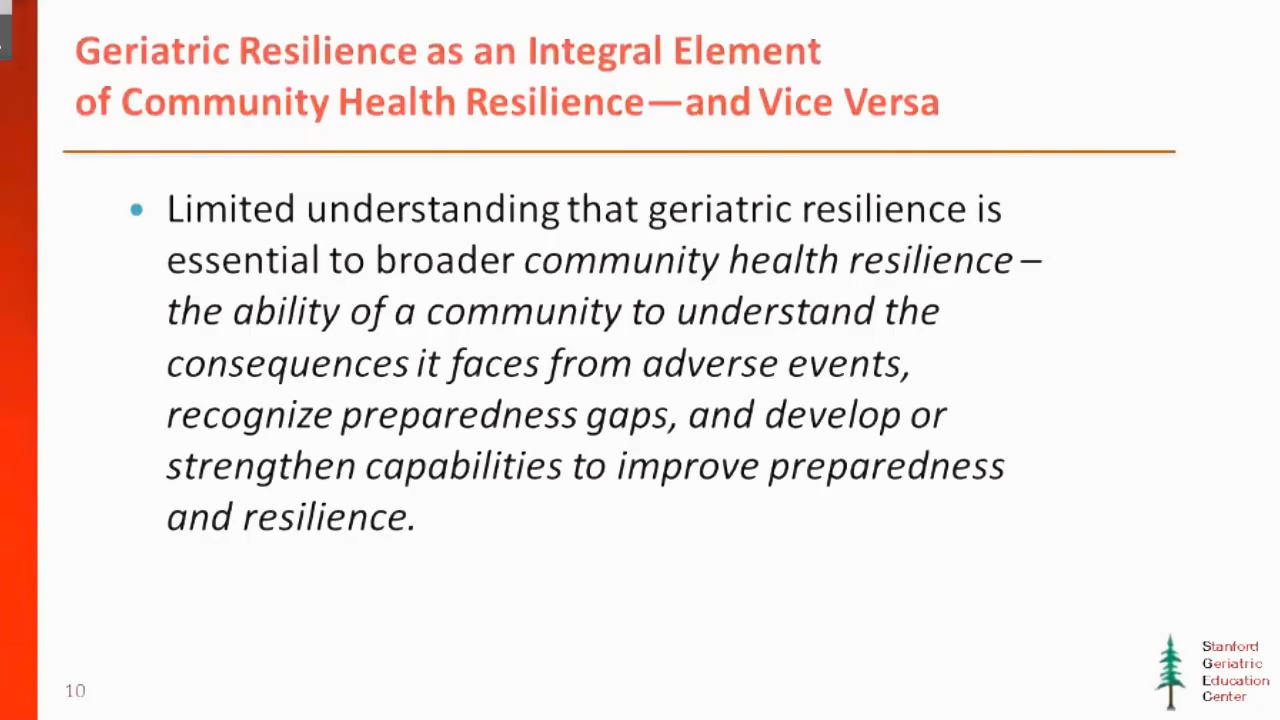 Geriatric Resilience as an Integral Element
of Community Health Resilience—and Vice Versa
• Limited understanding that geriatric resilience is
essential to broader community health resilience –
the ability of a community to understand the
consequences it faces from adverse events,
recognize preparedness gaps, and develop or
strengthen capabilities to improve preparedness
and resilience.
10
Stanford
Geriatric
Education
Center